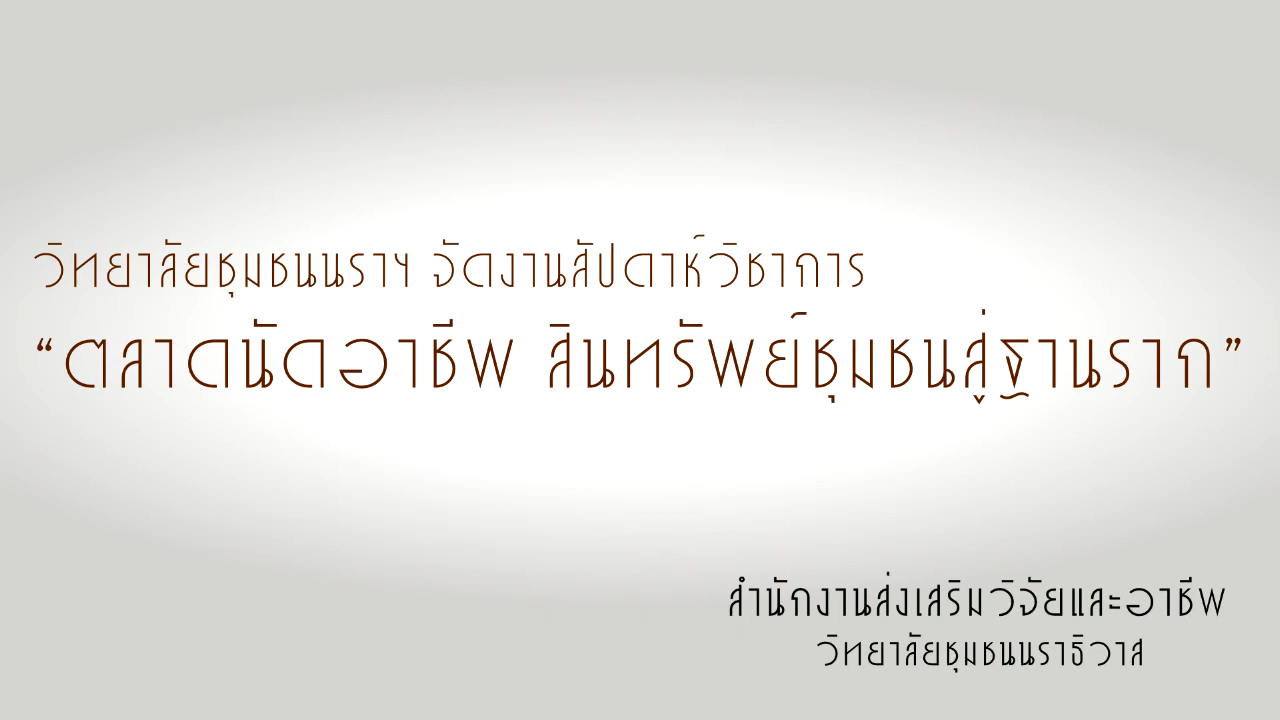 วิทยาลัยชุมชนนราฯ จัดงานสัปดาห์วิชาการ
“ตลาดนัดอาชีพ สินทรัพย์ชุมชนสู่ฐานราก”
สำนักงานส่งเสริมวิจัยและอาชีพ
วิทยาลัยชุมชนนราธิวาส